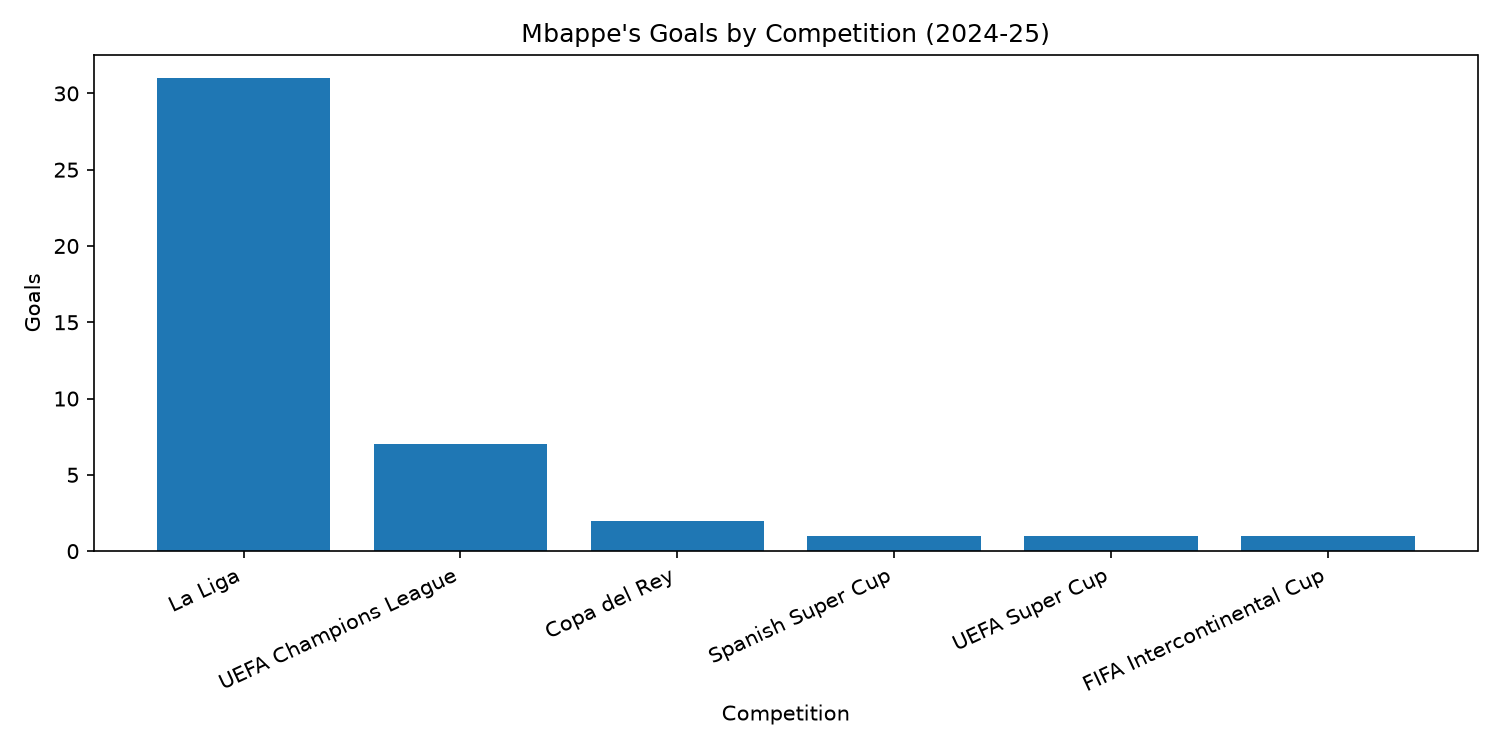 Mbappe's Goals by Competition (2024-25)
Goals
30
25
20
15
10
5
0
La Liga
UEFA Champions League
Copa del Rey
Spanish Super Cup
UEFA Super Cup
FIFA Intercontinental Cup
Competition